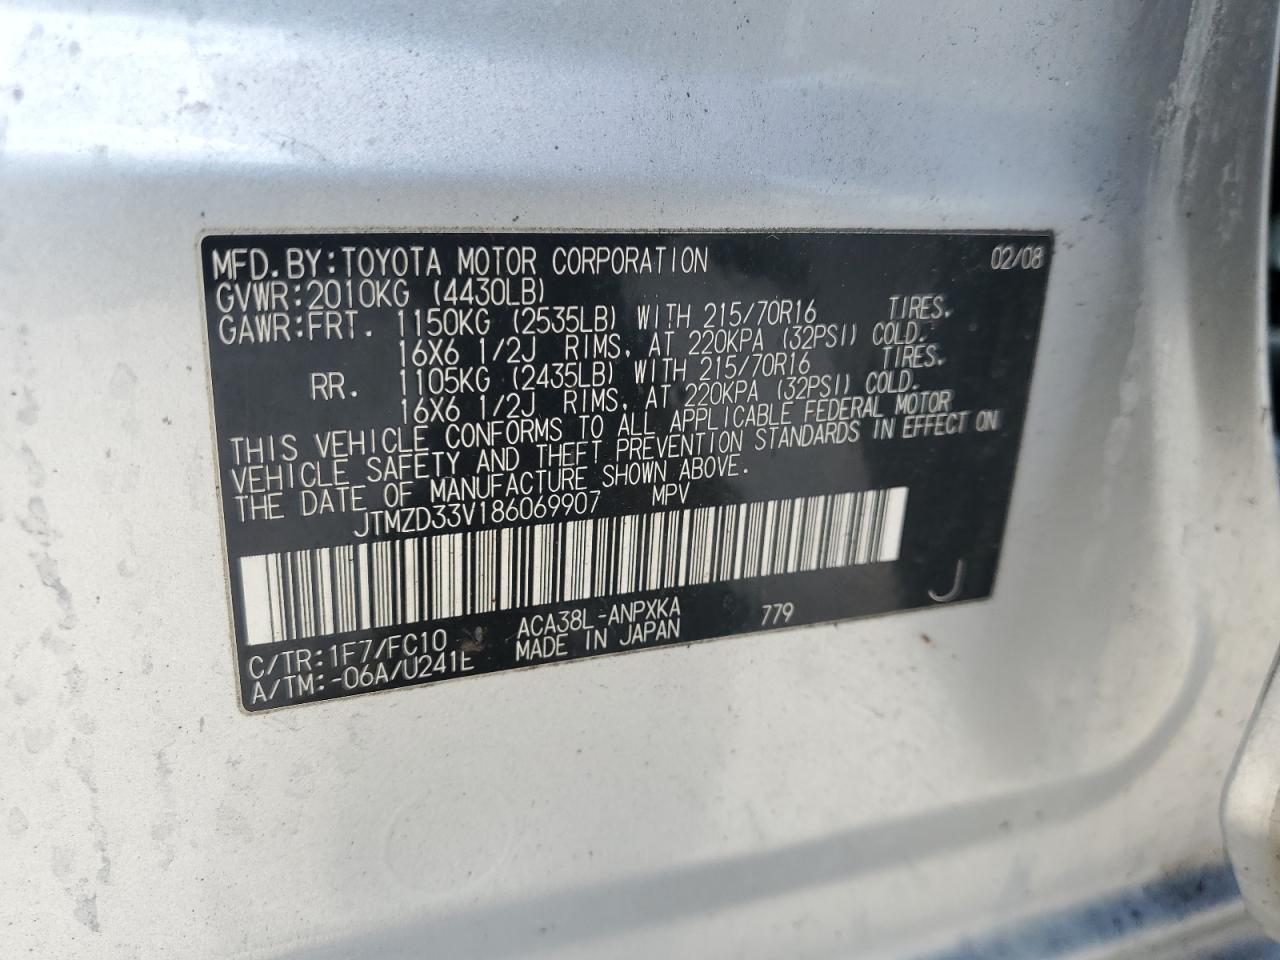 MFD. BY: TOYOTA MOTOR CORPORATION 02/08
GVWR: 2010KG (4430LB)
GAWR: FRT. 1150KG (2535LB) WITH 215/70R16 TIRES,
16X6 1/2J RIMS, AT 220KPA (32PSI) COLD.
RR. 1105KG (2435LB) WITH 215/70R16 TIRES,
16X6 1/2J RIMS, AT 220KPA (32PSI) COLD.
THIS VEHICLE CONFORMS TO ALL APPLICABLE FEDERAL MOTOR
VEHICLE SAFETY AND THEFT PREVENTION STANDARDS IN EFFECT ON
THE DATE OF MANUFACTURE SHOWN ABOVE.
JTMZD33V186069907 MPV
C/TR: 1F7/FC10 ACA38L-ANPXKA 779 J
A/TM: -06A/U241E MADE IN JAPAN